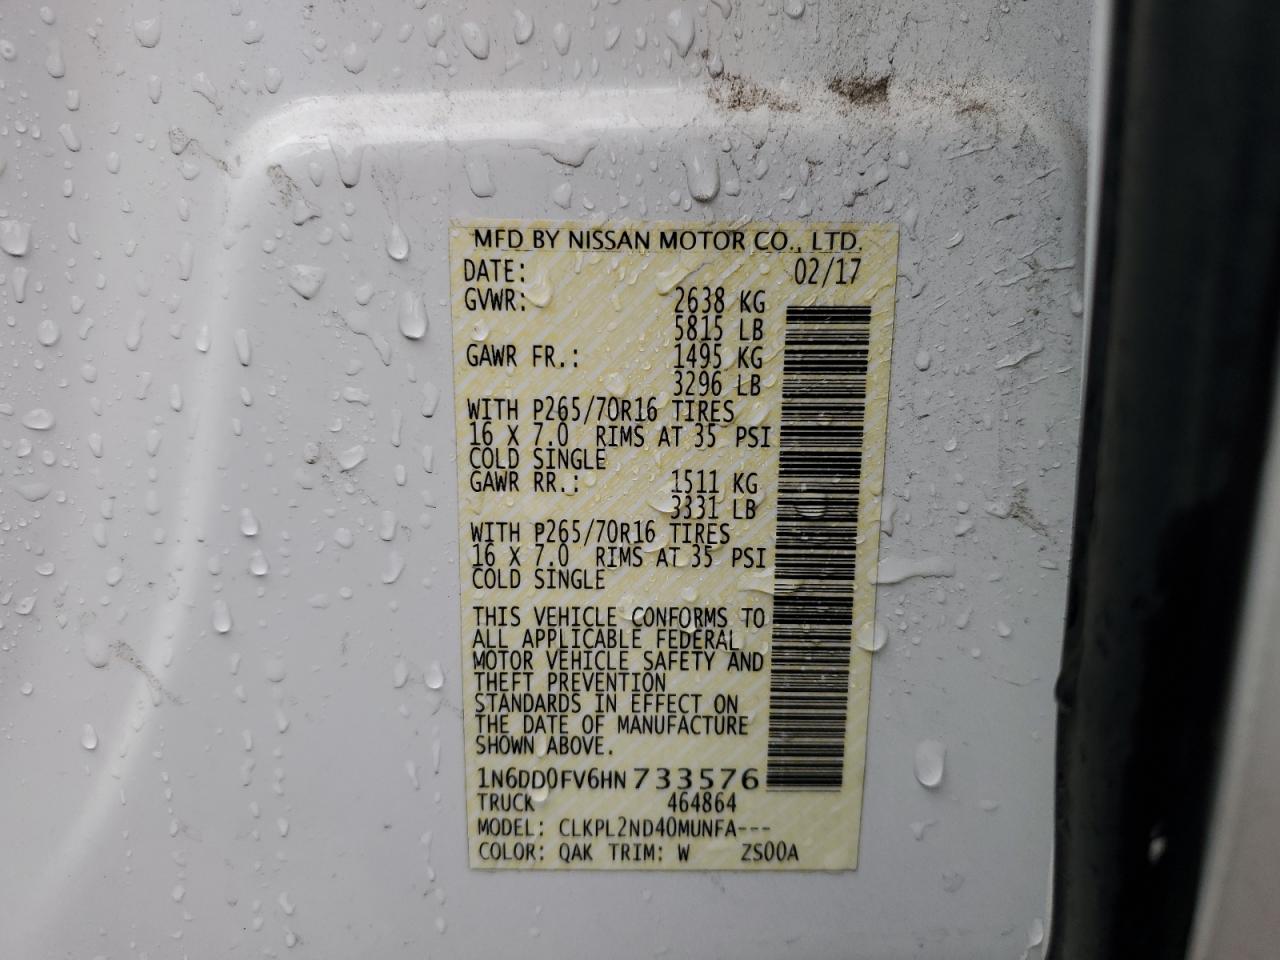 MFD BY NISSAN MOTOR CO., LTD.
DATE: 02/17
GVWR: 2638 KG
5815 LB
GAWR FR.: 1495 KG
3296 LB
WITH P265/70R16 TIRES
16 X 7.0 RIMS AT 35 PSI
COLD SINGLE
GAWR RR.: 1511 KG
3331 LB
WITH P265/70R16 TIRES
16 X 7.0 RIMS AT 35 PSI
COLD SINGLE
THIS VEHICLE CONFORMS TO
ALL APPLICABLE FEDERAL
MOTOR VEHICLE SAFETY AND
THEFT PREVENTION
STANDARDS IN EFFECT ON
THE DATE OF MANUFACTURE
SHOWN ABOVE.
1N6DD0FV6HN733576
TRUCK 464864
MODEL: CLKPL2ND40MUNFA---
COLOR: QAK TRIM: W ZS00A